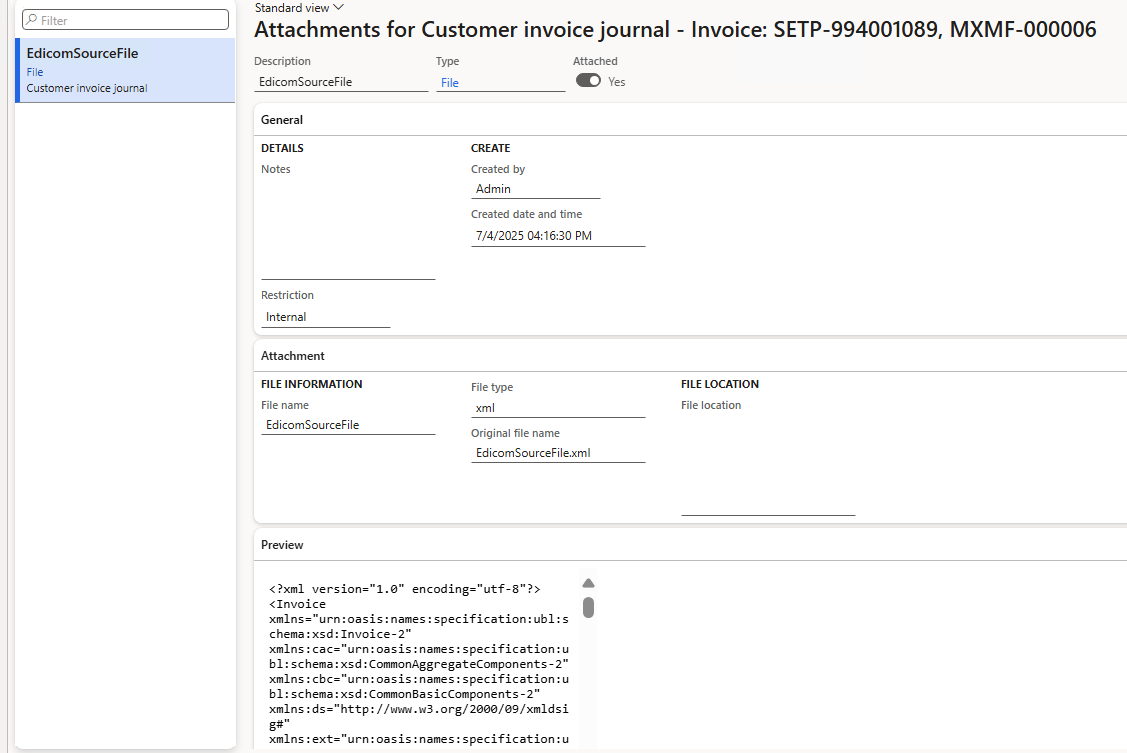 Filter
EdicomSourceFile
File
Customer invoice journal
Standard view
Attachments for Customer invoice journal - Invoice: SETP-994001089, MXMF-000006
Description
Type
Attached
EdicomSourceFile
File
Yes
General
DETAILS
CREATE
Notes
Created by
Admin
Created date and time
7/4/2025 04:16:30 PM
Restriction
Internal
Attachment
FILE INFORMATION
File type
FILE LOCATION
File name
xml
File location
EdicomSourceFile
Original file name
EdicomSourceFile.xml
Preview
<?xml version="1.0" encoding="utf-8"?>
<Invoice
xmlns="urn:oasis:names:specification:ubl:s
chema:xsd:Invoice-2"
xmlns:cac="urn:oasis:names:specification:u
bl:schema:xsd:CommonAggregateComponents-2"
xmlns:cbc="urn:oasis:names:specification:u
bl:schema:xsd:CommonBasicComponents-2"
xmlns:ds="http://www.w3.org/2000/09/xmldsi
g#"
xmlns:ext="urn:oasis:names:specification:u